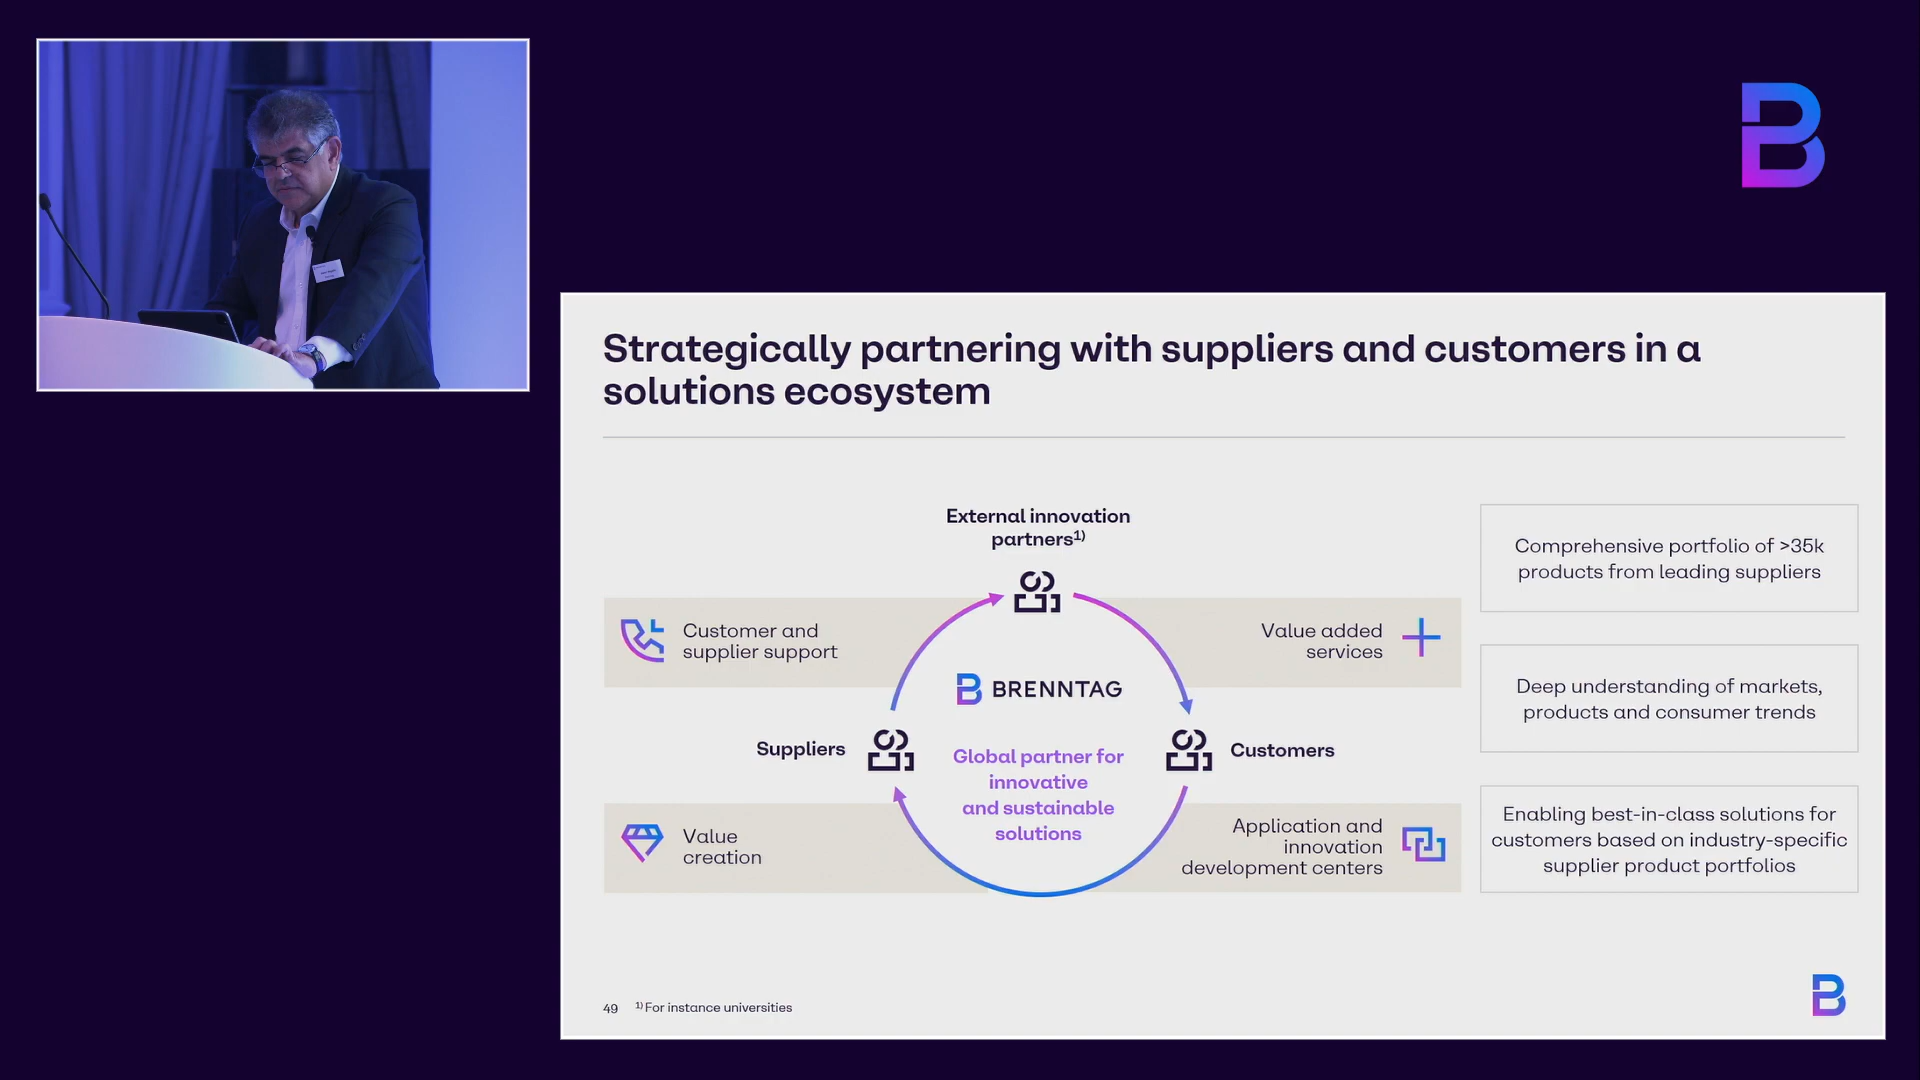 Strategically partnering with suppliers and customers in a
solutions ecosystem
External innovation
partners¹⁾
Customer and
supplier support
Value added
services
BRENNTAG
Suppliers
Customers
Global partner for
innovative
and sustainable
solutions
Value
creation
Application and
innovation
development centers
Comprehensive portfolio of >35k
products from leading suppliers
Deep understanding of markets,
products and consumer trends
Enabling best-in-class solutions for
customers based on industry-specific
supplier product portfolios
49 ¹⁾ For instance universities